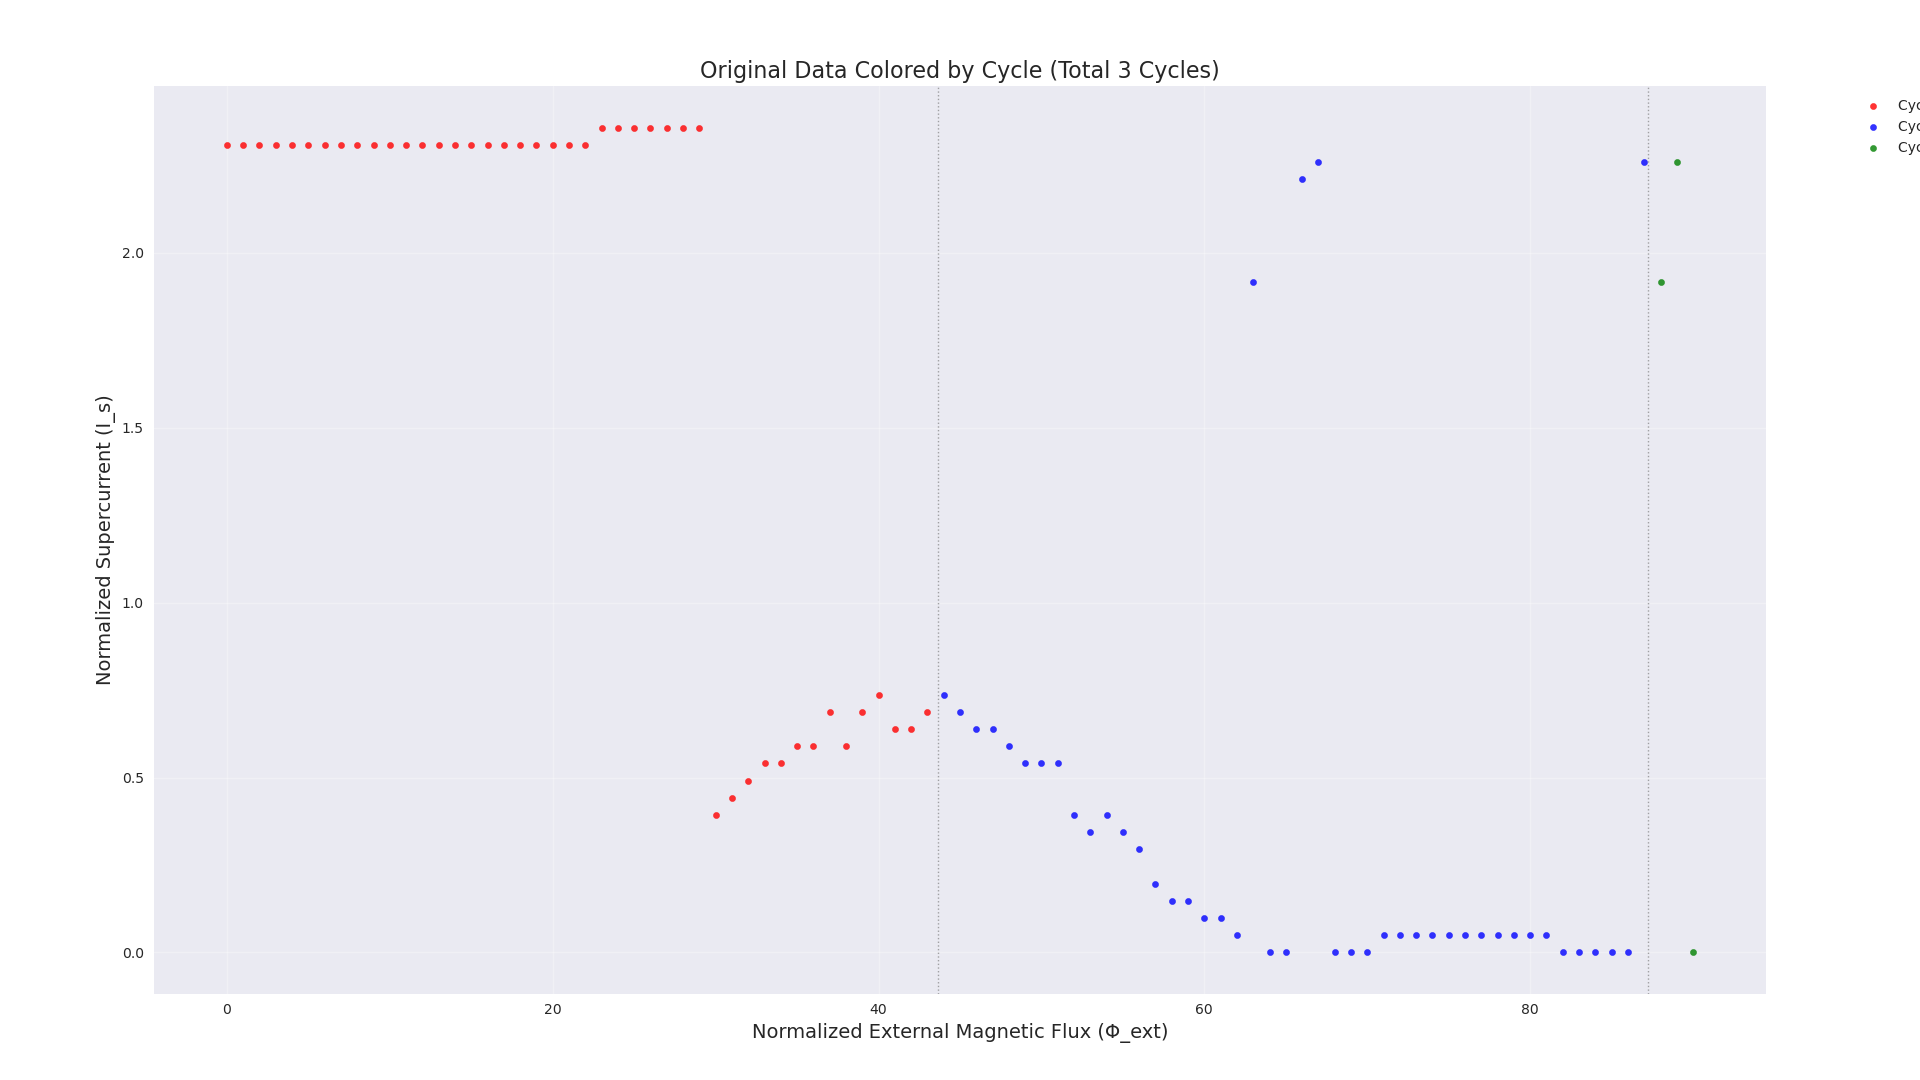 Original Data Colored by Cycle (Total 3 Cycles)
Cyc
Cyc
Cyc
2.0
1.5
1.0
0.5
0.0
Normalized Supercurrent (I_s)
0 20 40 60 80
Normalized External Magnetic Flux (Φ_ext)